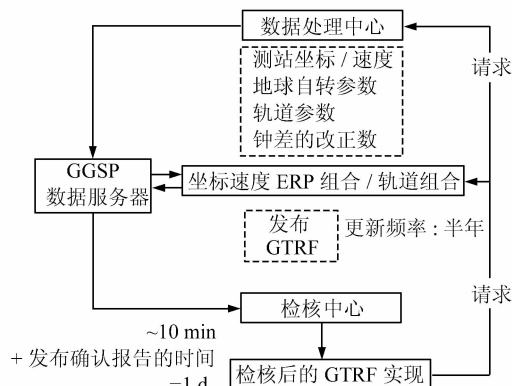 数据处理中心
测站坐标/速度
地球自转参数
轨道参数
钟差的改正数
请求
GGSP
数据服务器
坐标速度 ERP 组合/轨道组合
发布
GTRF
更新频率:半年
请求
检核中心
~10 min
+ 发布确认报告的时间
=1 d
检核后的 GTRF 实现